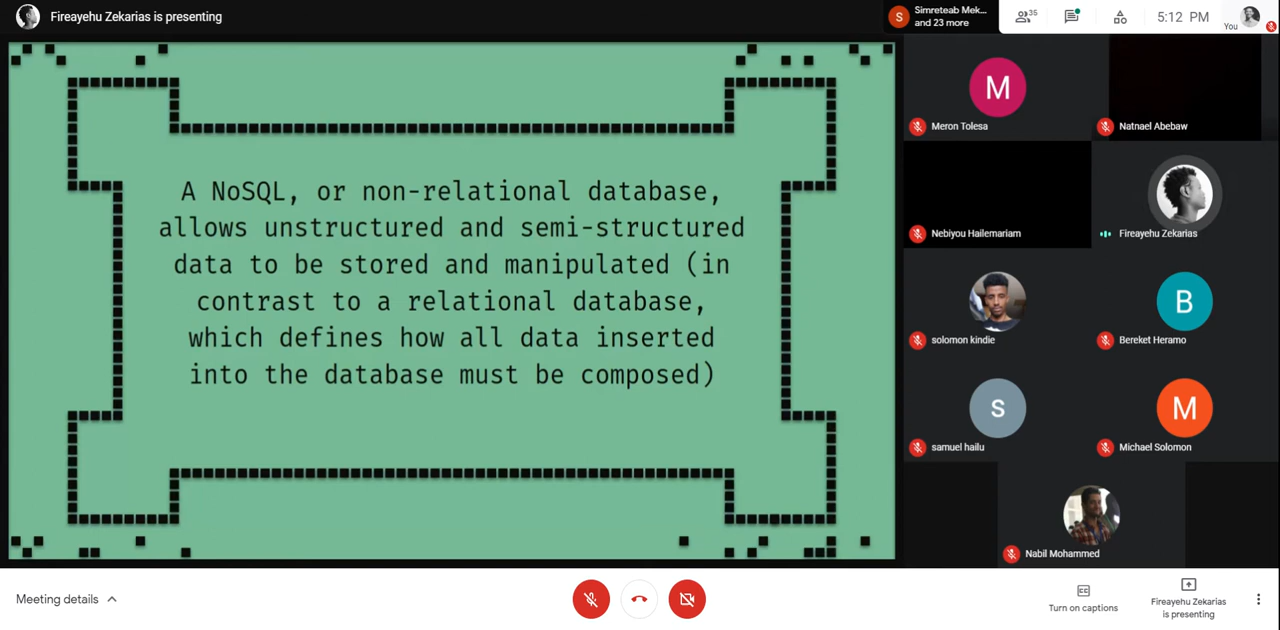 Fireayehu Zekarias is presenting
S
Simreteab Mek...
and 23 more
35
5:12 PM
You
A NoSQL, or non-relational database,
allows unstructured and semi-structured
data to be stored and manipulated (in
contrast to a relational database,
which defines how all data inserted
into the database must be composed)
M
Meron Tolesa
Natnael Abebaw
Nebiyou Hailemariam
Fireayehu Zekarias
solomon kindie
B
Bereket Heramo
s
samuel hailu
M
Michael Solomon
Nabil Mohammed
Meeting details
CC
Turn on captions
Fireayehu Zekarias
is presenting